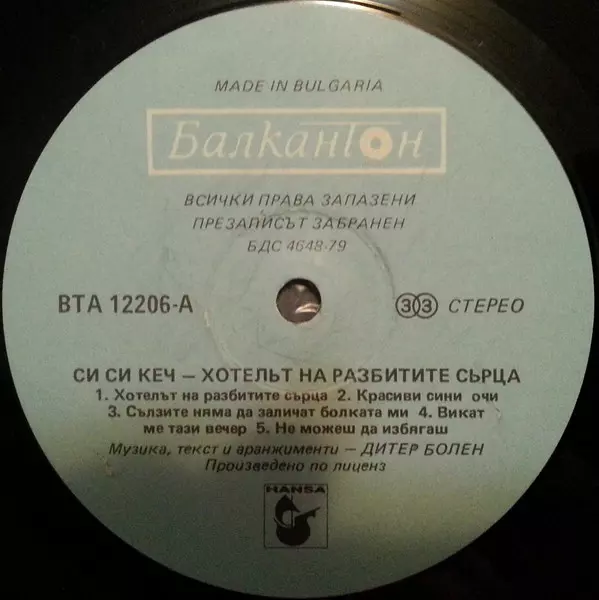 MADE IN BULGARIA
Балкантон
ВСИЧКИ ПРАВА ЗАПАЗЕНИ
ПРЕЗАПИСЪТ ЗАБРАНЕН
БДС 4648-79
ВТА 12206-А
33 СТЕРЕО
СИ СИ КЕЧ – ХОТЕЛЪТ НА РАЗБИТИТЕ СЪРЦА
1. Хотелът на разбитите сърца 2. Красиви сини очи
3. Сълзите няма да заличат болката ми 4. Викат
ме тази вечер 5. Не можеш да избягаш
Музика, текст и аранжименти – ДИТЕР БОЛЕН
Произведено по лиценз
HANSA